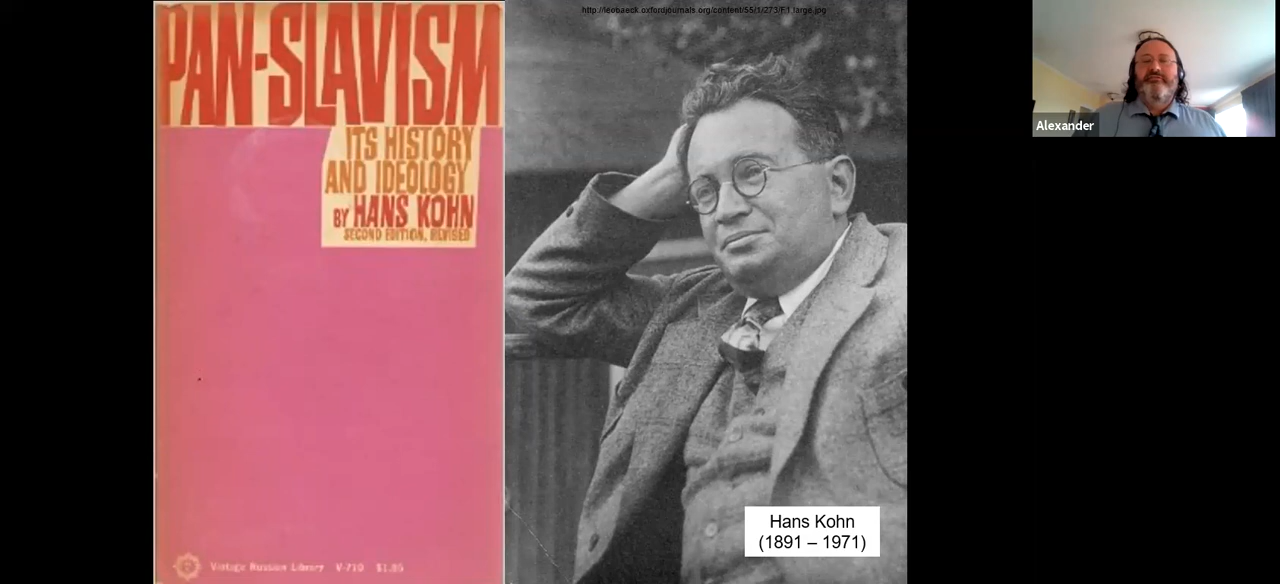 http://leobaeck.oxfordjournals.org/content/55/1/273/F1.large.jpg
PAN-SLAVISM
ITS HISTORY
AND IDEOLOGY
BY HANS KOHN
SECOND EDITION, REVISED
Vintage Russian Library V-710 $1.95
Hans Kohn
(1891 – 1971)
Alexander